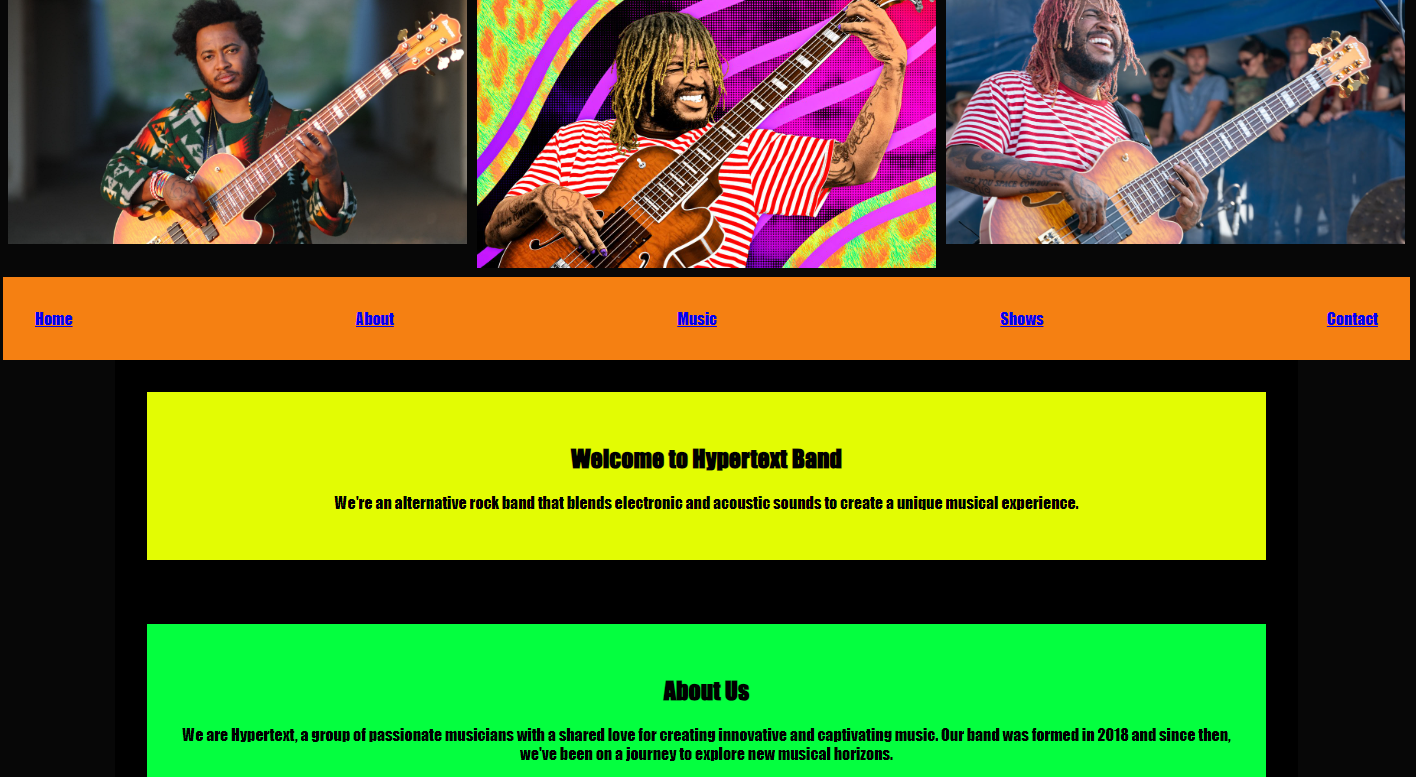 Home About Music Shows Contact
Welcome to Hypertext Band
We're an alternative rock band that blends electronic and acoustic sounds to create a unique musical experience.
About Us
We are Hypertext, a group of passionate musicians with a shared love for creating innovative and captivating music. Our band was formed in 2018 and since then,
we've been on a journey to explore new musical horizons.